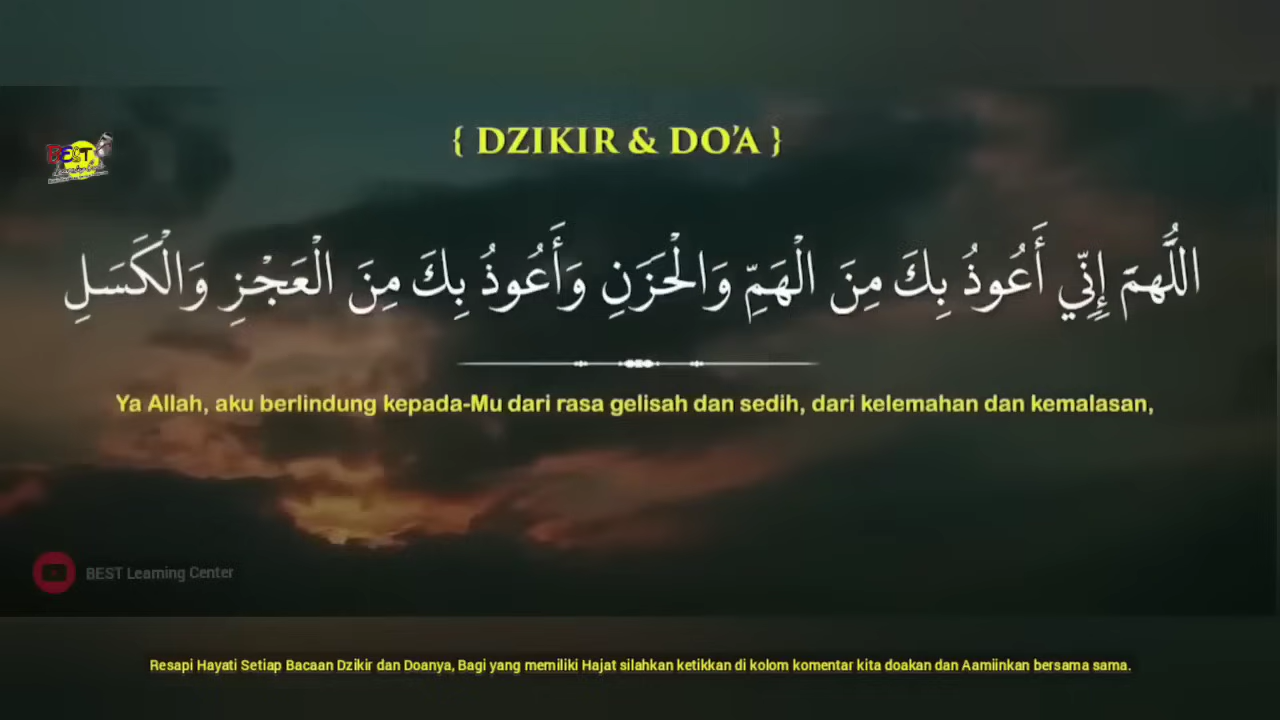 { DZIKIR & DO’A }
BEST
اللَّهمَّ إِنِّي أَعُوذُ بِكَ مِنَ الْهَمِّ وَالْحَزَنِ وَأَعُوذُ بِكَ مِنَ الْعَجْزِ وَالْكَسَلِ
Ya Allah, aku berlindung kepada-Mu dari rasa gelisah dan sedih, dari kelemahan dan kemalasan,
BEST Learning Center
Resapi Hayati Setiap Bacaan Dzikir dan Doanya, Bagi yang memiliki Hajat silahkan ketikkan di kolom komentar kita doakan dan Aamiinkan bersama sama.